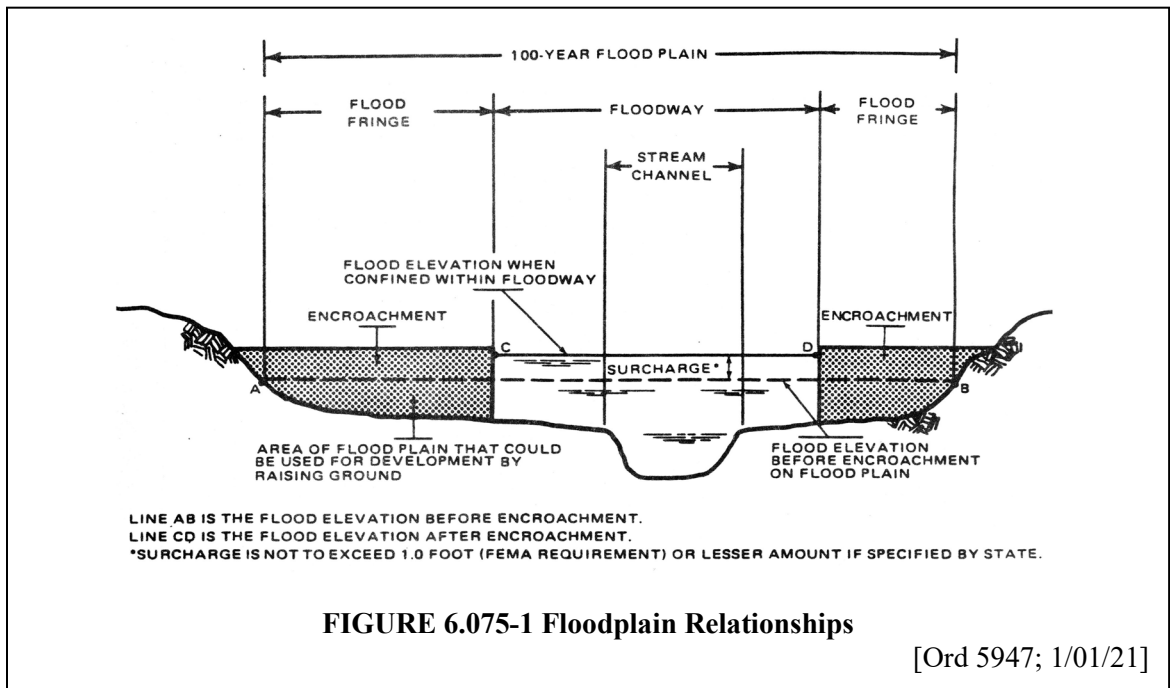 100-YEAR FLOOD PLAIN
FLOOD
FRINGE
FLOODWAY
FLOOD
FRINGE
STREAM
CHANNEL
FLOOD ELEVATION WHEN
CONFINED WITHIN FLOODWAY
ENCROACHMENT
ENCROACHMENT
C
D
SURCHARGE*
A
B
AREA OF FLOOD PLAIN THAT COULD
BE USED FOR DEVELOPMENT BY
RAISING GROUND
FLOOD ELEVATION
BEFORE ENCROACHMENT
ON FLOOD PLAIN
LINE AB IS THE FLOOD ELEVATION BEFORE ENCROACHMENT.
LINE CD IS THE FLOOD ELEVATION AFTER ENCROACHMENT.
*SURCHARGE IS NOT TO EXCEED 1.0 FOOT (FEMA REQUIREMENT) OR LESSER AMOUNT IF SPECIFIED BY STATE.
FIGURE 6.075-1 Floodplain Relationships
[Ord 5947; 1/01/21]